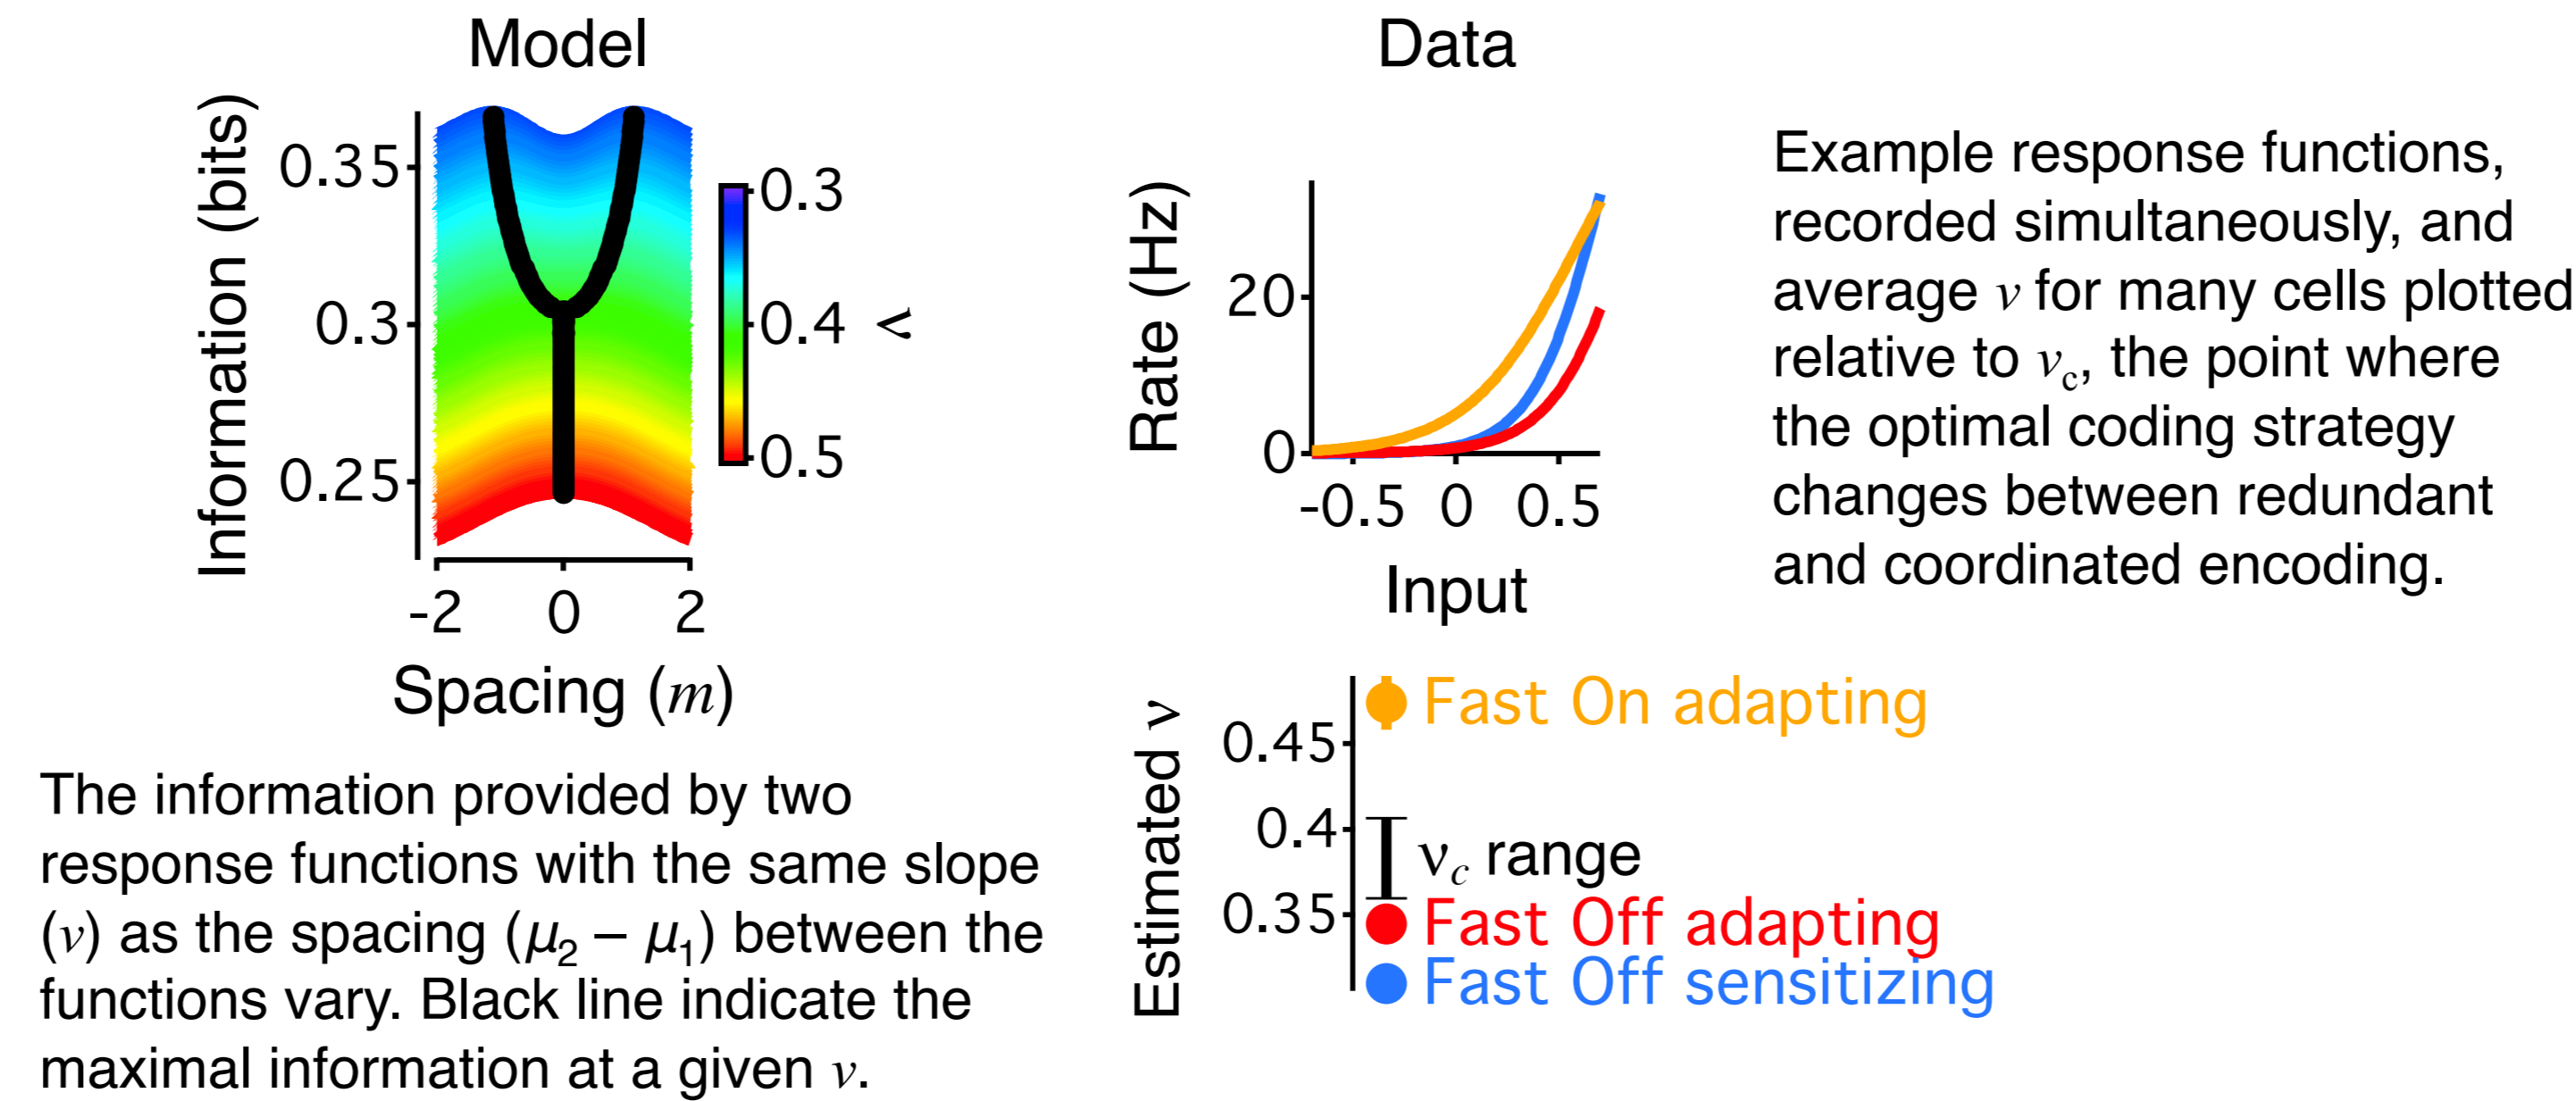 Model
Information (bits)
0.35
0.3
0.25
-2 0 2
Spacing (m)
0.3
0.4
0.5
ν
The information provided by two
response functions with the same slope
(ν) as the spacing (μ₂ – μ₁) between the
functions vary. Black line indicate the
maximal information at a given ν.
Data
Rate (Hz)
20
0
-0.5 0 0.5
Input
Example response functions,
recorded simultaneously, and
average ν for many cells plotted
relative to νc, the point where
the optimal coding strategy
changes between redundant
and coordinated encoding.
Estimated ν
0.45
0.4
0.35
Fast On adapting
νc range
Fast Off adapting
Fast Off sensitizing